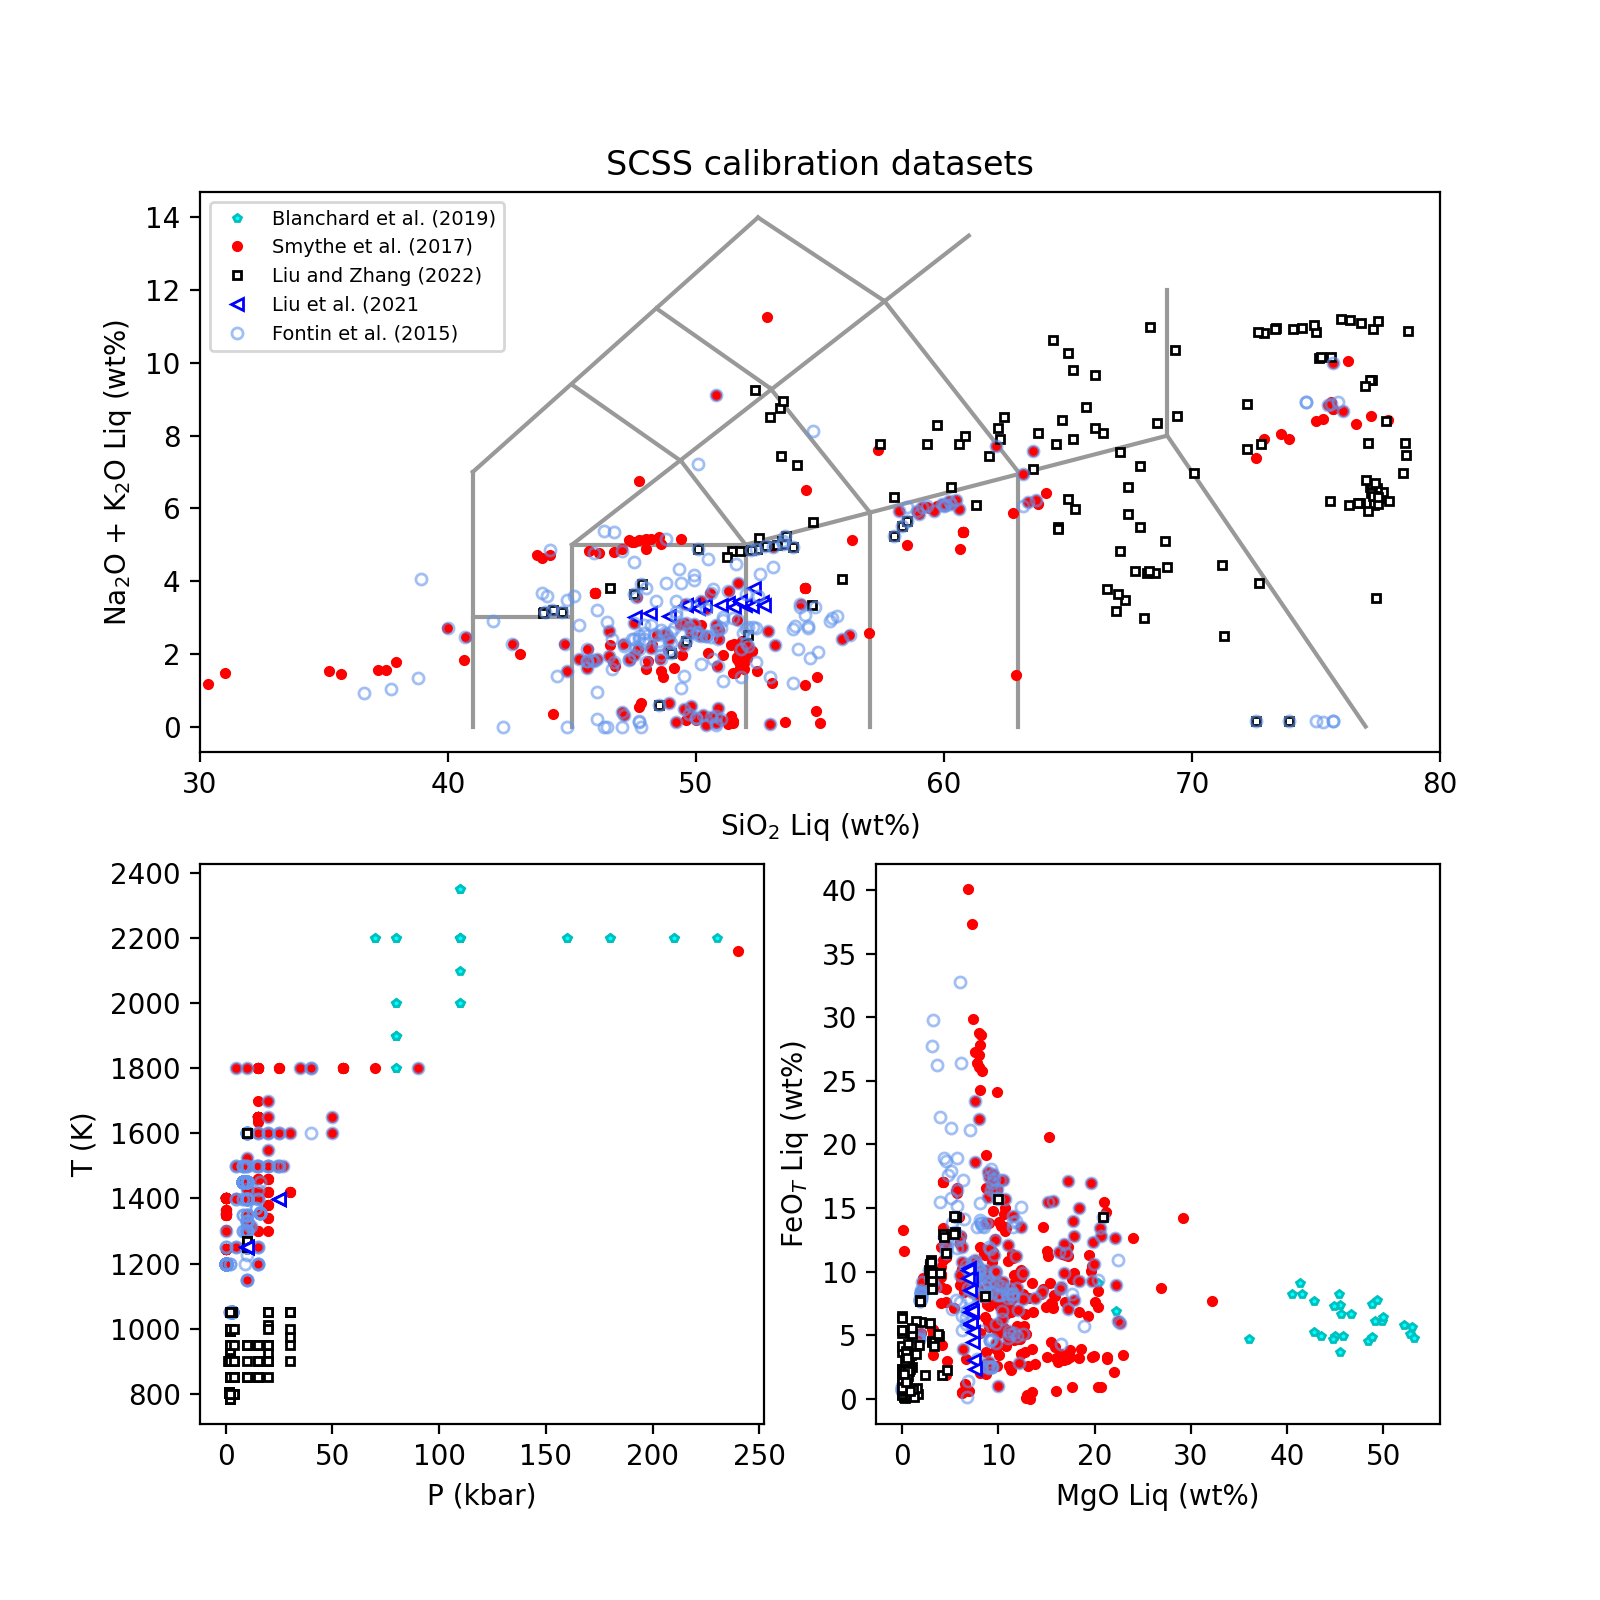 SCSS calibration datasets
14
12
10
8
6
4
2
0
Na₂O + K₂O Liq (wt%)
Blanchard et al. (2019)
Smythe et al. (2017)
Liu and Zhang (2022)
Liu et al. (2021
Fontin et al. (2015)
30 40 50 60 70 80
SiO₂ Liq (wt%)
2400
2200
2000
1800
1600
1400
1200
1000
800
T (K)
0 50 100 150 200 250
P (kbar)
40
35
30
25
20
15
10
5
0
FeO_T Liq (wt%)
0 10 20 30 40 50
MgO Liq (wt%)